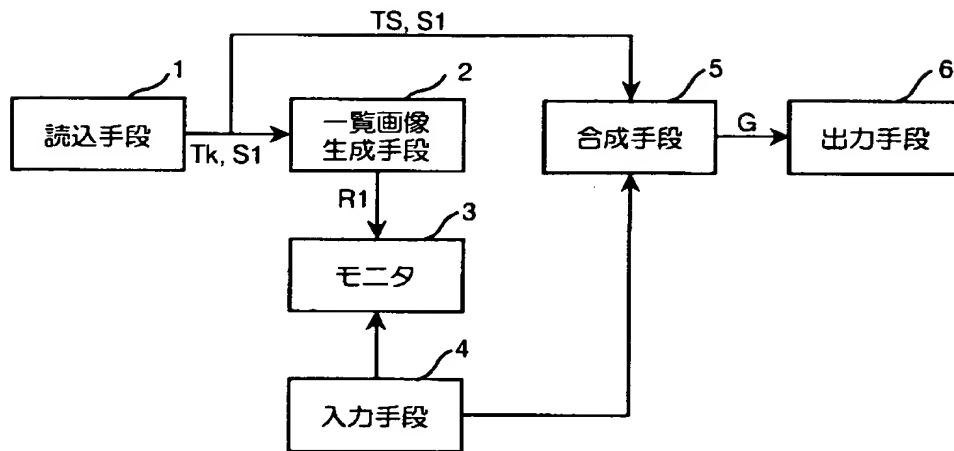 TS, S1
1
読込手段
Tk, S1
2
一覧画像
生成手段
R1
3
モニタ
4
入力手段
5
合成手段
G
6
出力手段